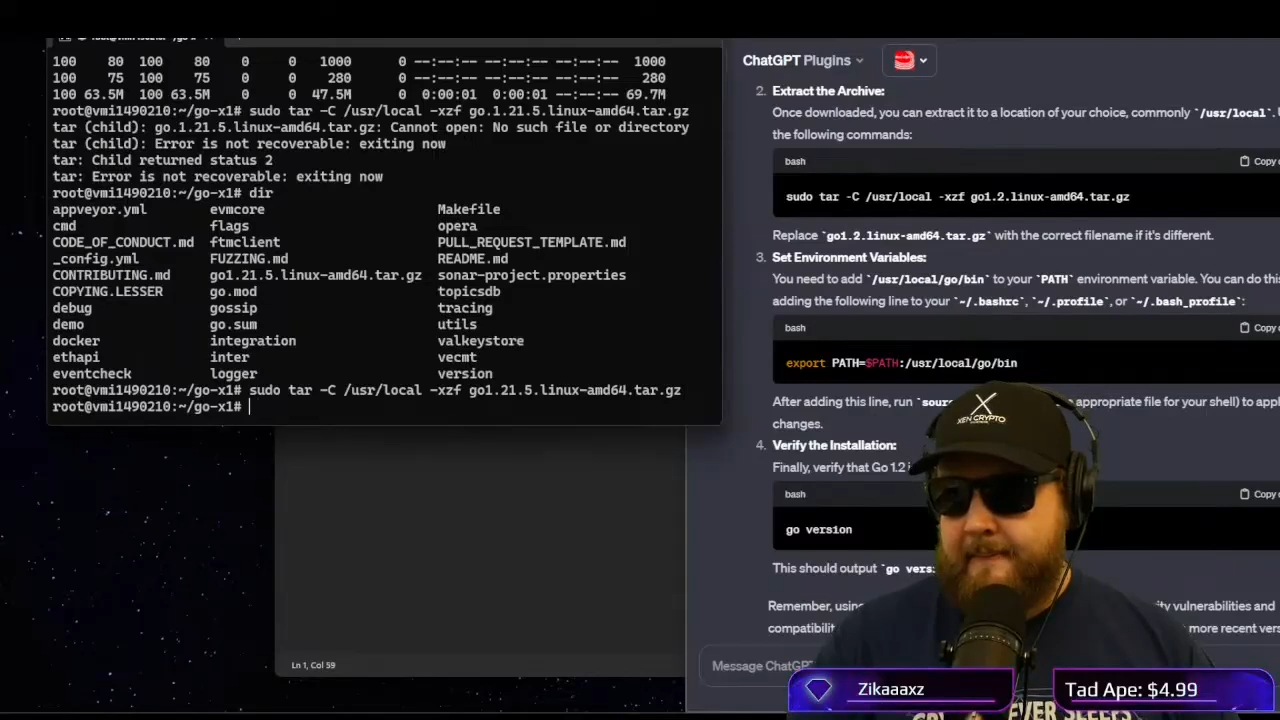 100 80 100 80 0 0 1000 0 --:--:-- --:--:-- --:--:-- 1000
100 75 100 75 0 0 280 0 --:--:-- --:--:-- --:--:-- 280
100 63.5M 100 63.5M 0 0 47.5M 0 0:00:01 0:00:01 --:--:-- 69.7M
root@vmi1490210:~/go-x1# sudo tar -C /usr/local -xzf go.1.21.5.linux-amd64.tar.gz
tar (child): go.1.21.5.linux-amd64.tar.gz: Cannot open: No such file or directory
tar (child): Error is not recoverable: exiting now
tar: Child returned status 2
tar: Error is not recoverable: exiting now
root@vmi1490210:~/go-x1# dir
appveyor.yml evmcore Makefile
cmd flags opera
CODE_OF_CONDUCT.md ftmclient PULL_REQUEST_TEMPLATE.md
_config.yml FUZZING.md README.md
CONTRIBUTING.md go1.21.5.linux-amd64.tar.gz sonar-project.properties
COPYING.LESSER go.mod topicsdb
debug gossip tracing
demo go.sum utils
docker integration valkeystore
ethapi inter vecmt
eventcheck logger version
root@vmi1490210:~/go-x1# sudo tar -C /usr/local -xzf go1.21.5.linux-amd64.tar.gz
root@vmi1490210:~/go-x1#
Ln 1, Col 59
ChatGPT Plugins
2. Extract the Archive:
Once downloaded, you can extract it to a location of your choice, commonly `/usr/local`.
the following commands:
bash Copy
sudo tar -C /usr/local -xzf go1.2.linux-amd64.tar.gz
Replace `go1.2.linux-amd64.tar.gz` with the correct filename if it's different.
3. Set Environment Variables:
You need to add `/usr/local/go/bin` to your `PATH` environment variable. You can do this
adding the following line to your `~/.bashrc`, `~/.profile`, or `~/.bash_profile`:
bash Copy
export PATH=$PATH:/usr/local/go/bin
After adding this line, run `sour appropriate file for your shell) to
changes.
4. Verify the Installation:
Finally, verify that Go 1.2
bash Copy
go version
This should output `go vers
Remember, using vulnerabilities and
compatibility more recent
Message ChatGPT
XEN CRYPTO
Zikaaaxz
Tad Ape: $4.99